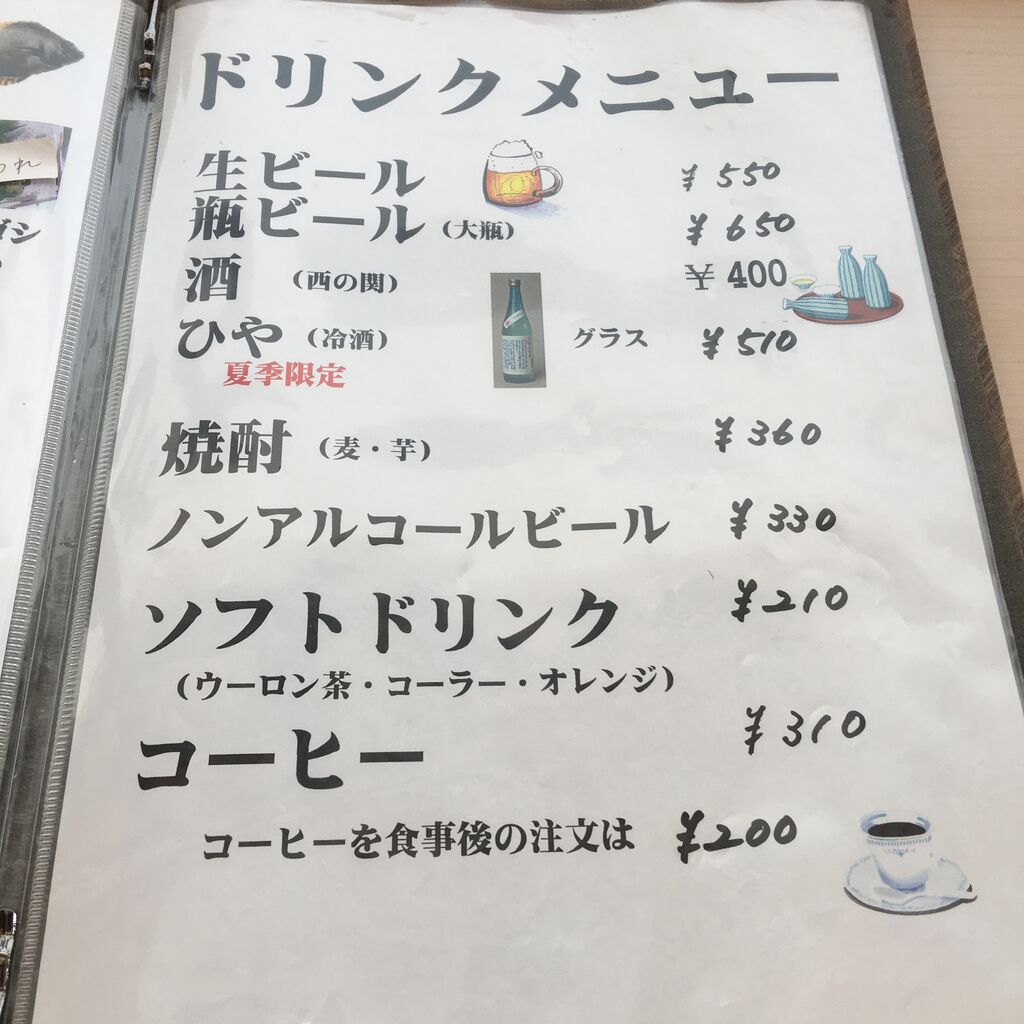 ドリンクメニュー
生ビール ¥550
瓶ビール（大瓶） ¥650
酒（西の関） ¥400
ひや（冷酒） グラス ¥510
夏季限定
焼酎（麦・芋） ¥360
ノンアルコールビール ¥330
ソフトドリンク ¥210
（ウーロン茶・コーラー・オレンジ）
コーヒー ¥310
コーヒーを食事後の注文は ¥200